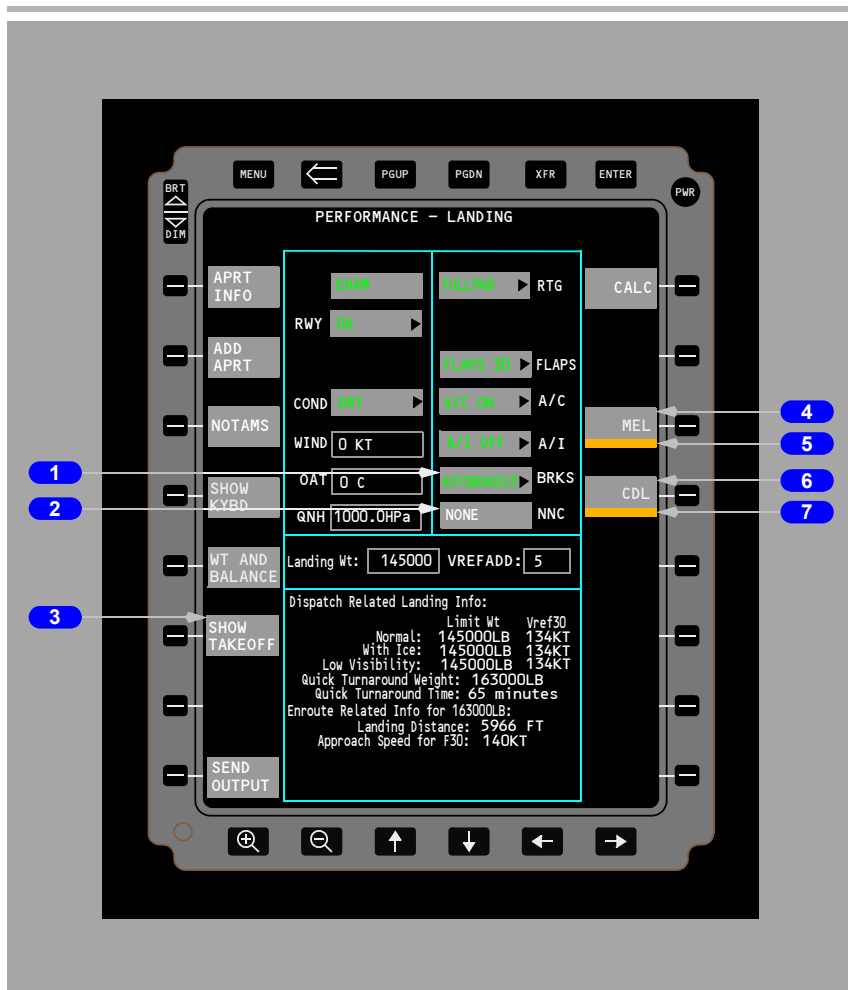 MENU
PGUP
PGDN
XFR
ENTER
BRT
DIM
PWR
PERFORMANCE – LANDING
APRT
INFO
EHAM
FULL94B
RTG
CALC
RWY
06
ADD
APRT
FLAPS 30
FLAPS
COND
DRY
A/C ON
A/C
NOTAMS
MEL
4
WIND
0 KT
A/I OFF
A/I
5
1
OAT
0 C
AUTOBRAKES3
BRKS
6
SHOW
KYBD
CDL
2
QNH
1000.0HPa
NONE
NNC
7
WT AND
BALANCE
Landing Wt:
145000
VREFADD:
5
3
SHOW
TAKEOFF
Dispatch Related Landing Info:
Limit Wt Vref30
Normal: 145000LB 134KT
With Ice: 145000LB 134KT
Low Visibility: 145000LB 134KT
Quick Turnaround Weight: 163000LB
Quick Turnaround Time: 65 minutes
Enroute Related Info for 163000LB:
Landing Distance: 5966 FT
Approach Speed for F30: 140KT
SEND
OUTPUT